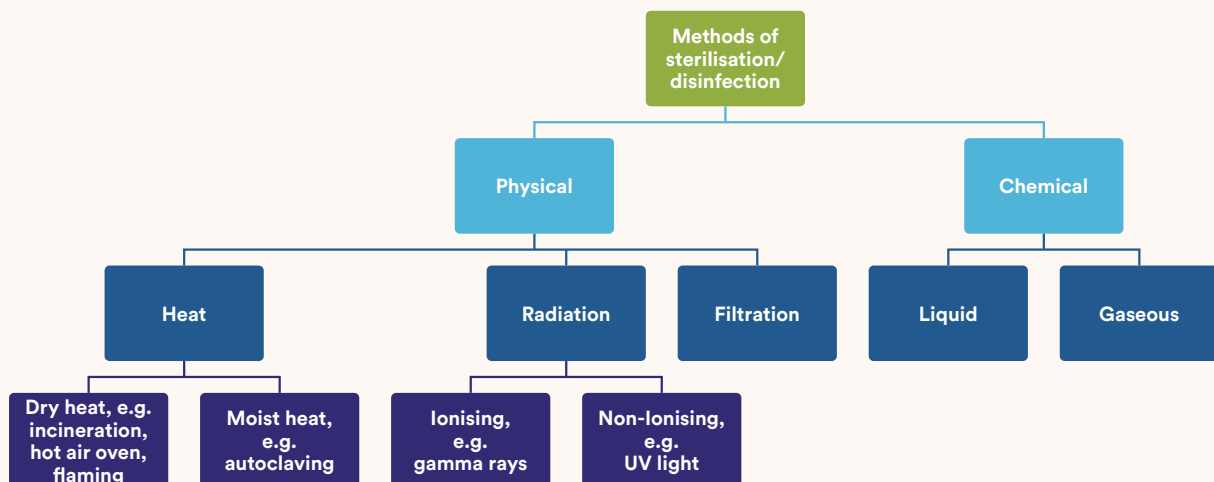 Methods of
sterilisation/
disinfection
Physical
Chemical
Heat
Radiation
Filtration
Liquid
Gaseous
Dry heat, e.g.
incineration,
hot air oven,
flaming
Moist heat,
e.g.
autoclaving
Ionising,
e.g.
gamma rays
Non-Ionising,
e.g.
UV light